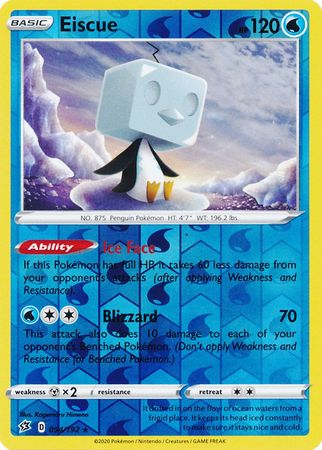 BASIC Eiscue HP 120
NO. 875 Penguin Pokémon HT: 4'7" WT: 196.2 lbs
Ability Ice Face
If this Pokémon has full HP, it takes 60 less damage from
your opponent's attacks (after applying Weakness and
Resistance).
Blizzard 70
This attack also does 10 damage to each of your
opponent's Benched Pokémon. (Don't apply Weakness and
Resistance for Benched Pokémon.)
weakness ×2 resistance retreat
Illus. Kagemaru Himeno
D 054/192 ★
It drifted in on the flow of ocean waters from a
frigid place. It keeps its head iced constantly
to make sure it stays nice and cold.
©2020 Pokémon / Nintendo / Creatures / GAME FREAK.